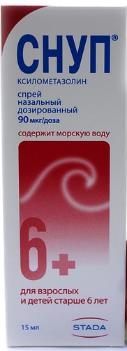 СНУП®
КСИЛОМЕТАЗОЛИН
спрей
назальный
дозированный
90 мкг/доза
содержит морскую воду
6+
для взрослых
и детей старше 6 лет
15 мл
STADA